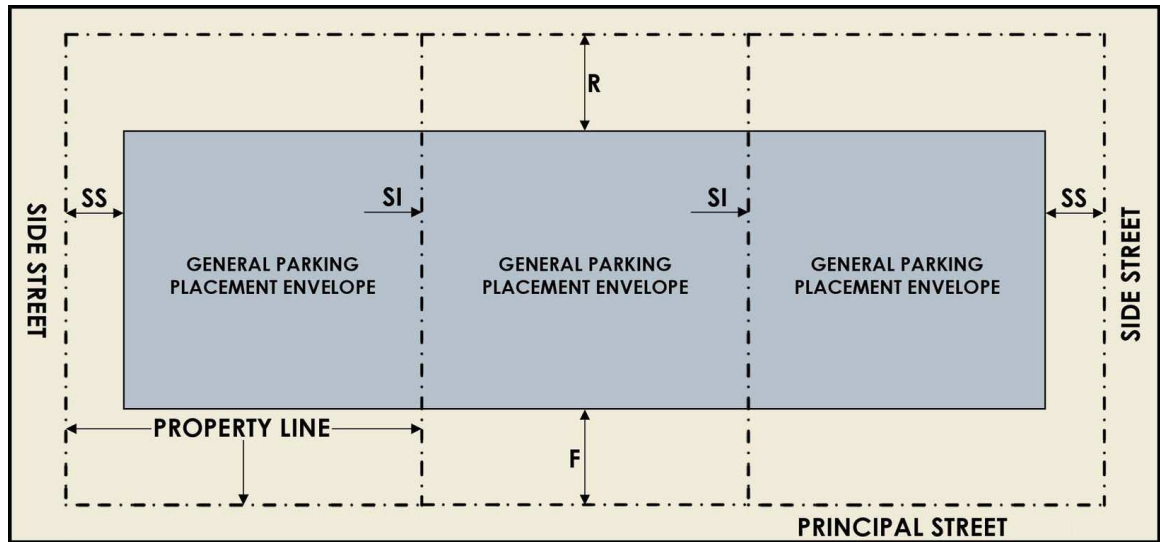 R
SS
SI
SI
SS
SIDE STREET
SIDE STREET
GENERAL PARKING
PLACEMENT ENVELOPE
GENERAL PARKING
PLACEMENT ENVELOPE
GENERAL PARKING
PLACEMENT ENVELOPE
PROPERTY LINE
F
PRINCIPAL STREET